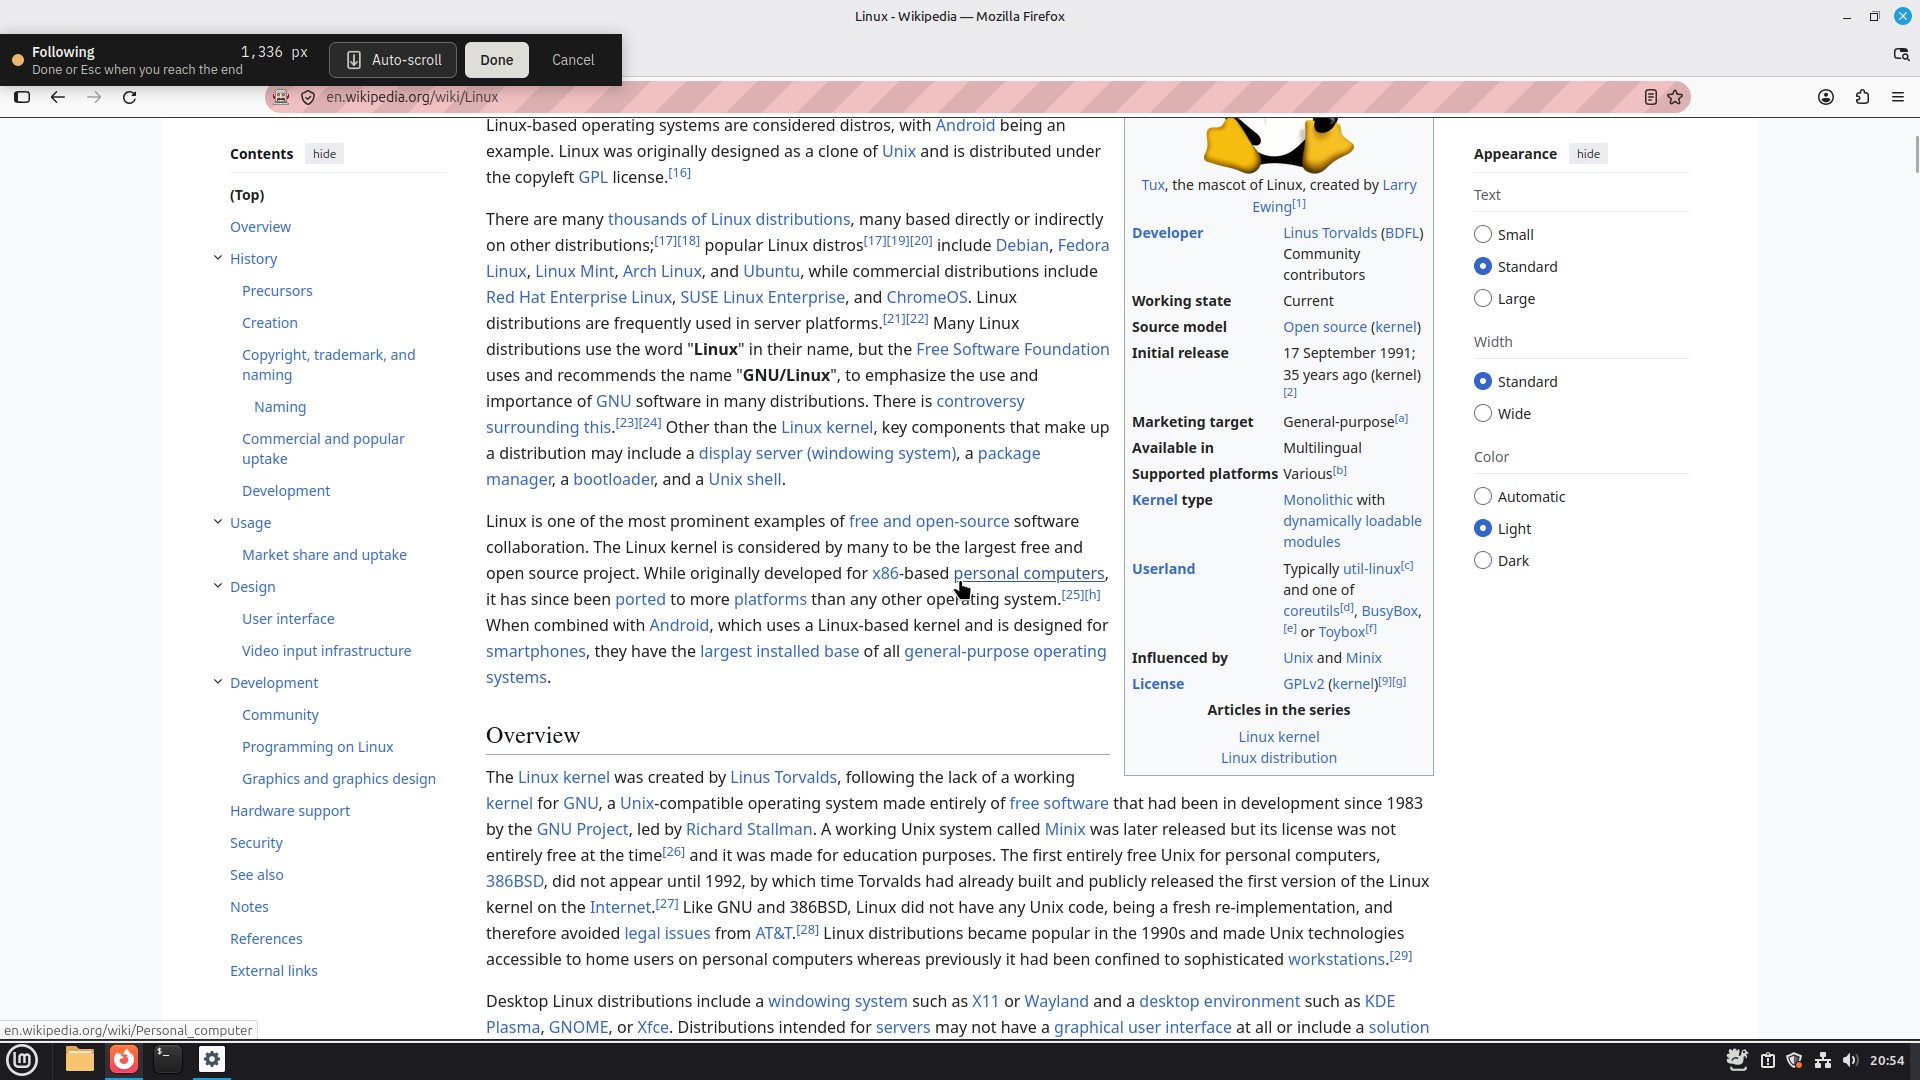 Linux - Wikipedia — Mozilla Firefox
Following
Done or Esc when you reach the end
1,336 px
Auto-scroll
Done
Cancel
en.wikipedia.org/wiki/Linux
Contents
hide
(Top)
Overview
History
Precursors
Creation
Copyright, trademark, and
naming
Naming
Commercial and popular
uptake
Development
Usage
Market share and uptake
Design
User interface
Video input infrastructure
Development
Community
Programming on Linux
Graphics and graphics design
Hardware support
Security
See also
Notes
References
External links
Linux-based operating systems are considered distros, with Android being an
example. Linux was originally designed as a clone of Unix and is distributed under
the copyleft GPL license.[16]
There are many thousands of Linux distributions, many based directly or indirectly
on other distributions;[17][18] popular Linux distros[17][19][20] include Debian, Fedora
Linux, Linux Mint, Arch Linux, and Ubuntu, while commercial distributions include
Red Hat Enterprise Linux, SUSE Linux Enterprise, and ChromeOS. Linux
distributions are frequently used in server platforms.[21][22] Many Linux
distributions use the word "Linux" in their name, but the Free Software Foundation
uses and recommends the name "GNU/Linux", to emphasize the use and
importance of GNU software in many distributions. There is controversy
surrounding this.[23][24] Other than the Linux kernel, key components that make up
a distribution may include a display server (windowing system), a package
manager, a bootloader, and a Unix shell.
Linux is one of the most prominent examples of free and open-source software
collaboration. The Linux kernel is considered by many to be the largest free and
open source project. While originally developed for x86-based personal computers,
it has since been ported to more platforms than any other operating system.[25][h]
When combined with Android, which uses a Linux-based kernel and is designed for
smartphones, they have the largest installed base of all general-purpose operating
systems.
Overview
The Linux kernel was created by Linus Torvalds, following the lack of a working
kernel for GNU, a Unix-compatible operating system made entirely of free software that had been in development since 1983
by the GNU Project, led by Richard Stallman. A working Unix system called Minix was later released but its license was not
entirely free at the time[26] and it was made for education purposes. The first entirely free Unix for personal computers,
386BSD, did not appear until 1992, by which time Torvalds had already built and publicly released the first version of the Linux
kernel on the Internet.[27] Like GNU and 386BSD, Linux did not have any Unix code, being a fresh re-implementation, and
therefore avoided legal issues from AT&T.[28] Linux distributions became popular in the 1990s and made Unix technologies
accessible to home users on personal computers whereas previously it had been confined to sophisticated workstations.[29]
Desktop Linux distributions include a windowing system such as X11 or Wayland and a desktop environment such as KDE
Plasma, GNOME, or Xfce. Distributions intended for servers may not have a graphical user interface at all or include a solution
Tux, the mascot of Linux, created by Larry
Ewing[1]
Developer Linus Torvalds (BDFL)
Community
contributors
Working state Current
Source model Open source (kernel)
Initial release 17 September 1991;
35 years ago (kernel)
[2]
Marketing target General-purpose[a]
Available in Multilingual
Supported platforms Various[b]
Kernel type Monolithic with
dynamically loadable
modules
Userland Typically util-linux[c]
and one of
coreutils[d], BusyBox,
[e] or Toybox[f]
Influenced by Unix and Minix
License GPLv2 (kernel)[9][g]
Articles in the series
Linux kernel
Linux distribution
Appearance
hide
Text
Small
Standard
Large
Width
Standard
Wide
Color
Automatic
Light
Dark
en.wikipedia.org/wiki/Personal_computer
20:54